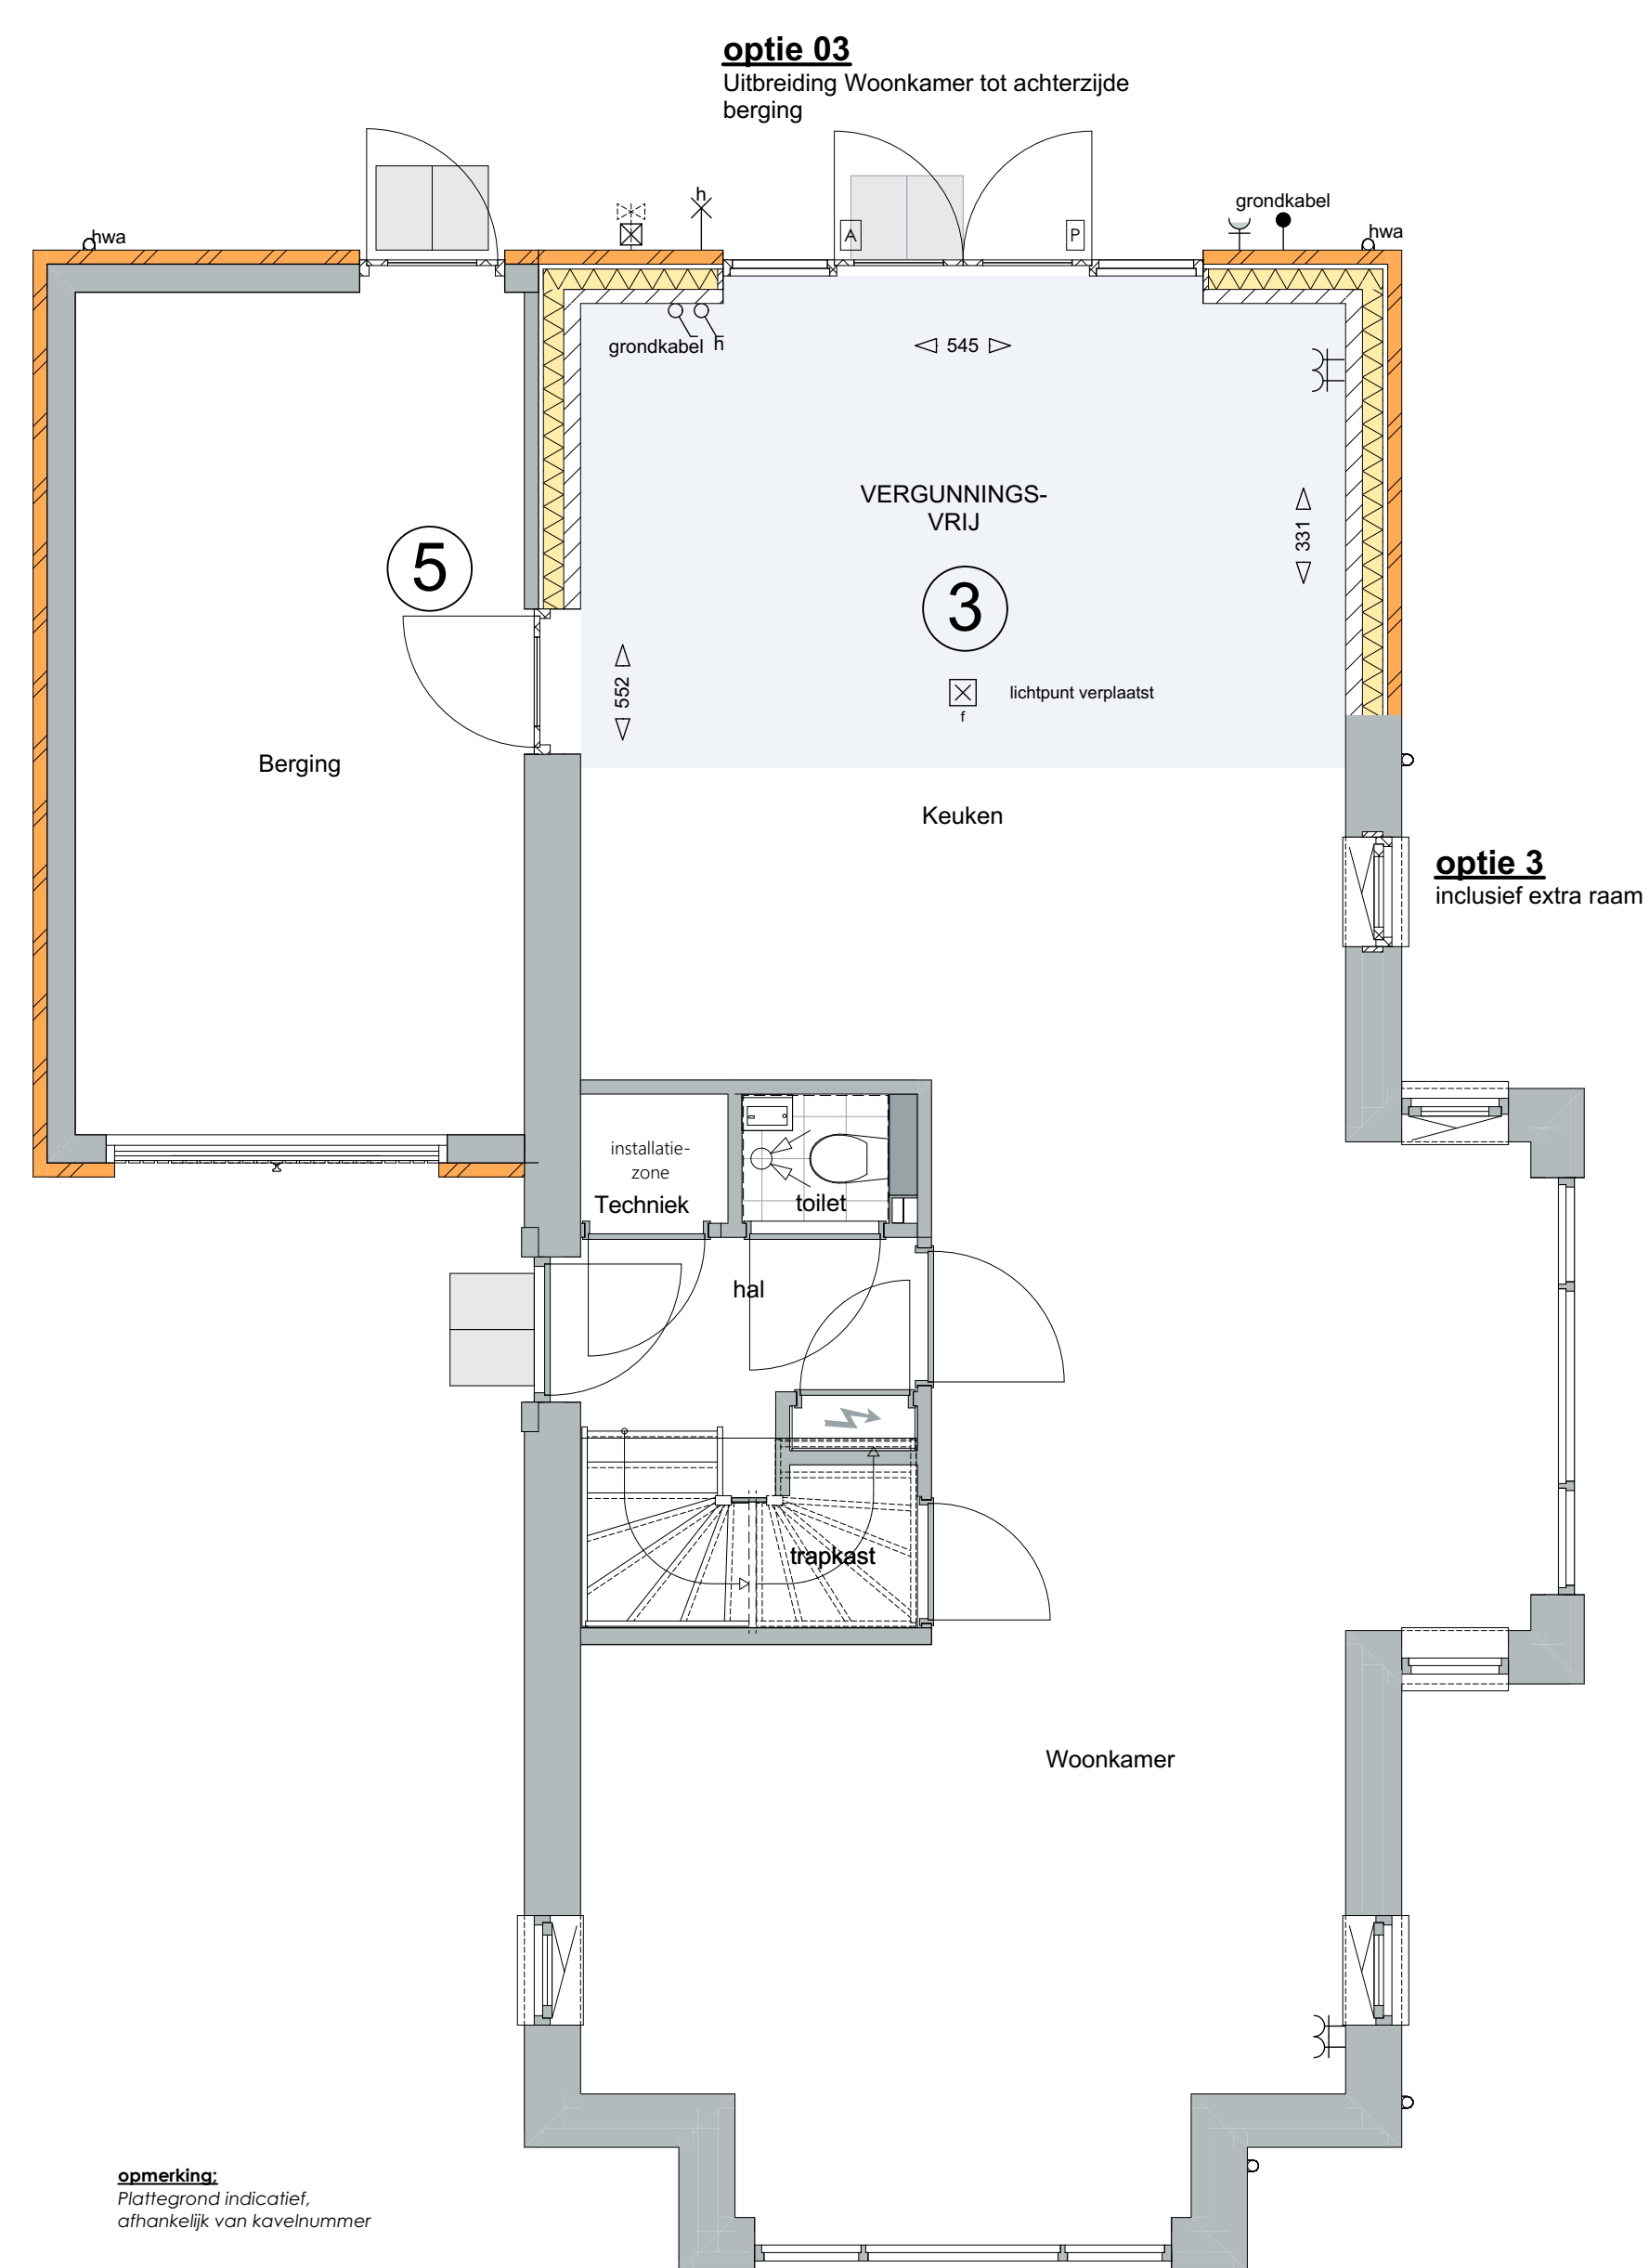 optie 03
Uitbreiding Woonkamer tot achterzijde
berging
h
grondkabel
hwa
hwa
A
P
grondkabel h
545
VERGUNNINGS-
VRIJ
331
5
3
552
f
lichtpunt verplaatst
Berging
Keuken
optie 3
inclusief extra raam
installatie-
zone
Techniek
toilet
hal
trapkast
Woonkamer
opmerking:
Plattegrond indicatief,
afhankelijk van kavelnummer